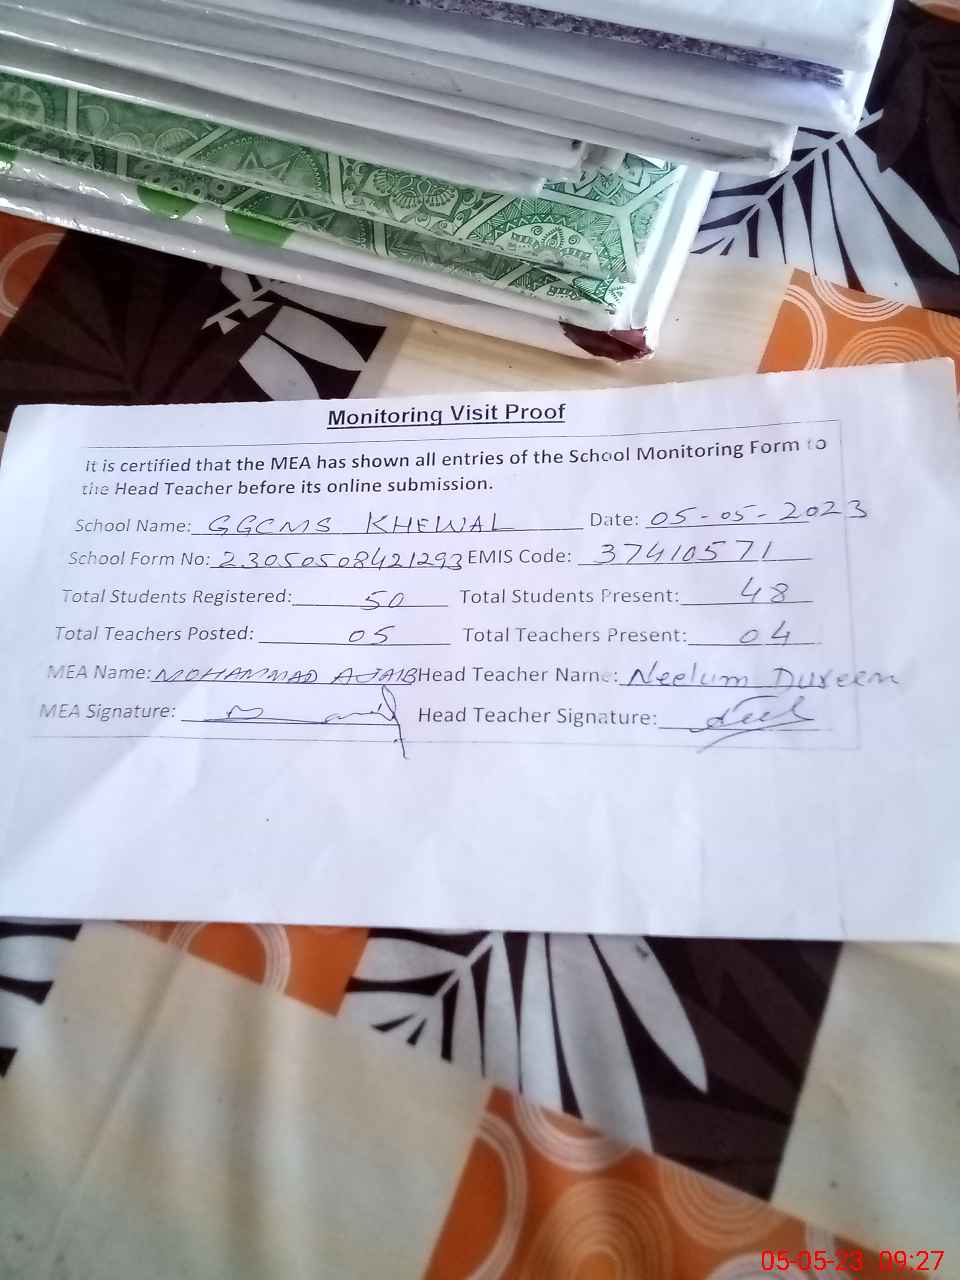 Monitoring Visit Proof
It is certified that the MEA has shown all entries of the School Monitoring Form to
the Head Teacher before its online submission.
School Name: GGCMS KHEWAL Date: 05-05-2023
School Form No: 23050508421293 EMIS Code: 37410571
Total Students Registered: 50 Total Students Present: 48
Total Teachers Posted: 05 Total Teachers Present: 04
MEA Name: MOHAMMAD AJAIB Head Teacher Name: Neelum Dureen
MEA Signature: Head Teacher Signature:
05-05-23 09:27